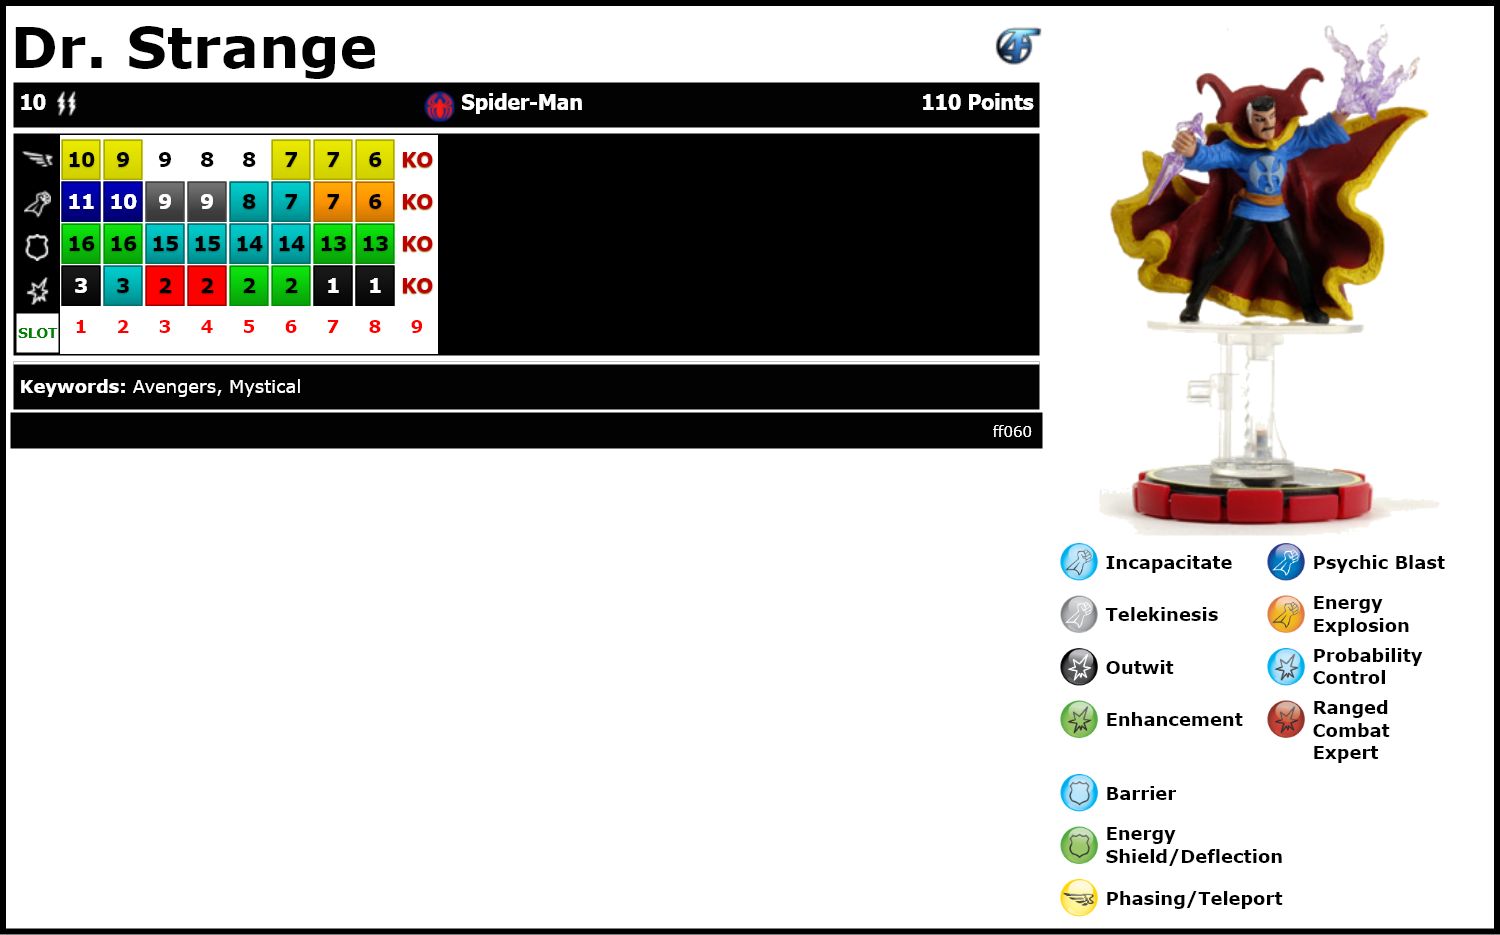 Dr. Strange
10 Spider-Man 110 Points
10 9 9 8 8 7 7 6 KO
11 10 9 9 8 7 7 6 KO
16 16 15 15 14 14 13 13 KO
3 3 2 2 2 2 1 1 KO
SLOT 1 2 3 4 5 6 7 8 9
Keywords: Avengers, Mystical
ff060
Incapacitate
Psychic Blast
Telekinesis
Energy
Explosion
Outwit
Probability
Control
Enhancement
Ranged
Combat
Expert
Barrier
Energy
Shield/Deflection
Phasing/Teleport